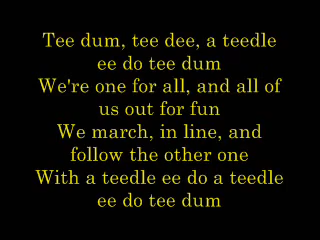 Tee dum, tee dee, a teedle
ee do tee dum
We're one for all, and all of
us out for fun
We march, in line, and
follow the other one
With a teedle ee do a teedle
ee do tee dum